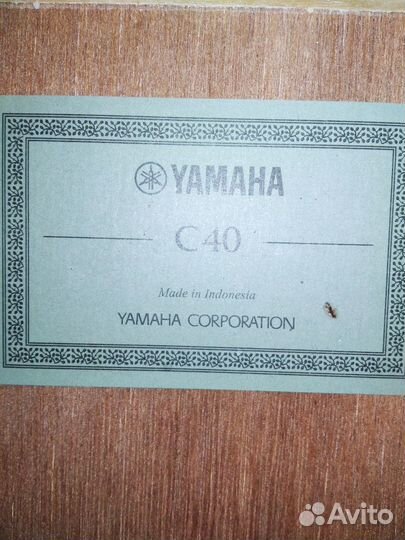 YAMAHA
C40
Made in Indonesia
YAMAHA CORPORATION
Avito